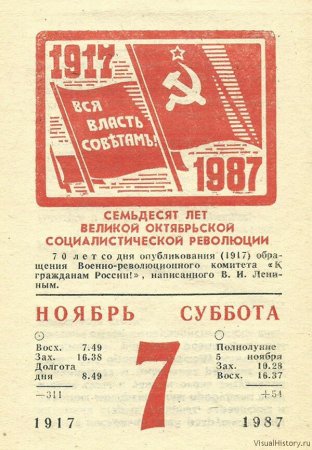 1917
ВСЯ
ВЛАСТЬ
СОВѢТАМЪ!
1987
СЕМЬДЕСЯТ ЛЕТ
ВЕЛИКОЙ ОКТЯБРЬСКОЙ
СОЦИАЛИСТИЧЕСКОЙ РЕВОЛЮЦИИ
70 лет со дня опубликования (1917) обра-
щения Военно-революционного комитета «К
гражданам России!», написанного В. И. Лени-
ным.
НОЯБРЬ СУББОТА
Восх. 7.49
Зах. 16.38
Долгота
дня 8.49
—311
7
Полнолуние
5 ноября
Зах. 10.28
Восх. 16.37
+54
1917 1987
VisualHistory.ru